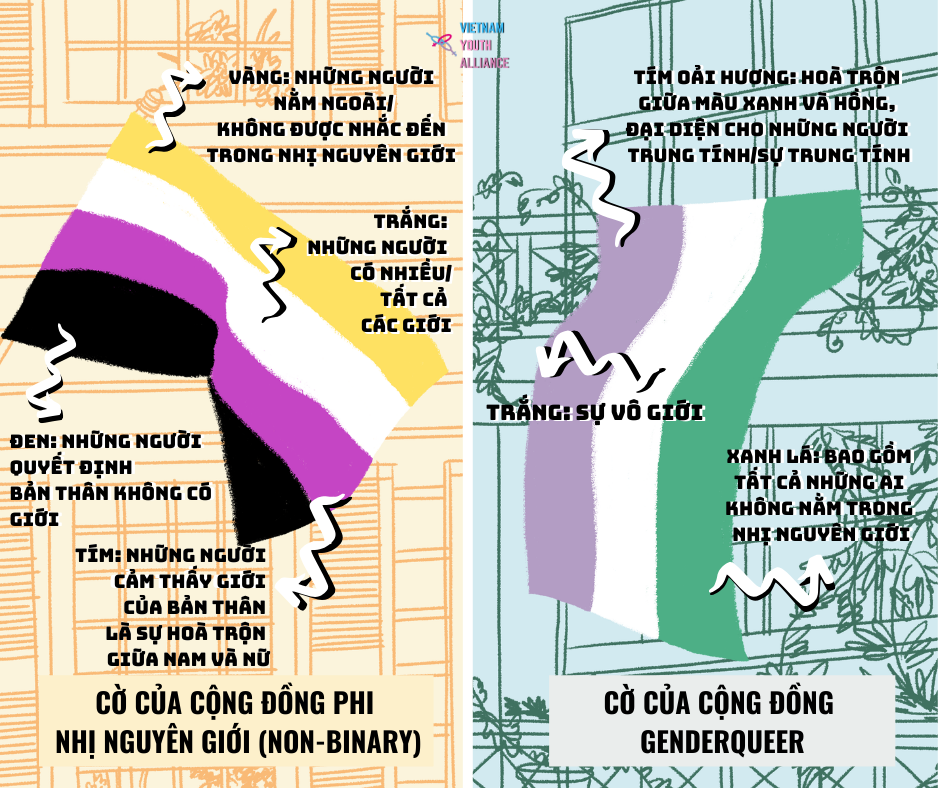 VIETNAM
YOUTH
ALLIANCE
VÀNG: NHỮNG NGƯỜI
NẰM NGOÀI/
KHÔNG ĐƯỢC NHẮC ĐẾN
TRONG NHỊ NGUYÊN GIỚI
TRẮNG:
NHỮNG NGƯỜI
CÓ NHIỀU/
TẤT CẢ
CÁC GIỚI
ĐEN: NHỮNG NGƯỜI
QUYẾT ĐỊNH
BẢN THÂN KHÔNG CÓ
GIỚI
TÍM: NHỮNG NGƯỜI
CẢM THẤY GIỚI
CỦA BẢN THÂN
LÀ SỰ HOÀ TRỘN
GIỮA NAM VÀ NỮ
CỜ CỦA CỘNG ĐỒNG PHI
NHỊ NGUYÊN GIỚI (NON-BINARY)
TÍM OẢI HƯƠNG: HOÀ TRỘN
GIỮA MÀU XANH VÀ HỒNG,
ĐẠI DIỆN CHO NHỮNG NGƯỜI
TRUNG TÍNH/SỰ TRUNG TÍNH
TRẮNG: SỰ VÔ GIỚI
XANH LÁ: BAO GỒM
TẤT CẢ NHỮNG AI
KHÔNG NẰM TRONG
NHỊ NGUYÊN GIỚI
CỜ CỦA CỘNG ĐỒNG
GENDERQUEER